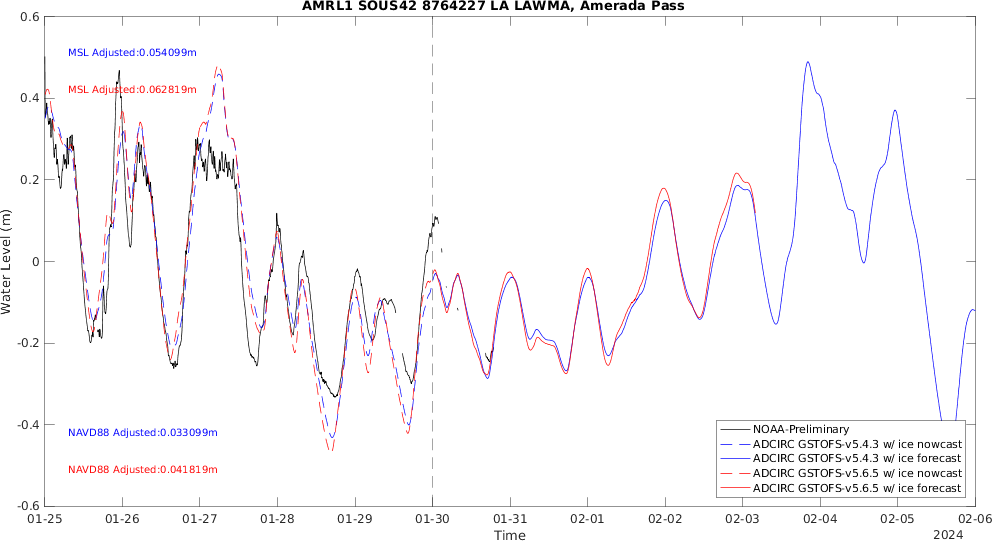 AMRL1 SOUS42 8764227 LA LAWMA, Amerada Pass
Water Level (m)
0.6
0.4
0.2
0
-0.2
-0.4
-0.6
MSL Adjusted:0.054099m
MSL Adjusted:0.062819m
NAVD88 Adjusted:0.033099m
NAVD88 Adjusted:0.041819m
NOAA-Preliminary
ADCIRC GSTOFS-v5.4.3 w/ ice nowcast
ADCIRC GSTOFS-v5.4.3 w/ ice forecast
ADCIRC GSTOFS-v5.6.5 w/ ice nowcast
ADCIRC GSTOFS-v5.6.5 w/ ice forecast
01-25 01-26 01-27 01-28 01-29 01-30 01-31 02-01 02-02 02-03 02-04 02-05 02-06
Time
2024